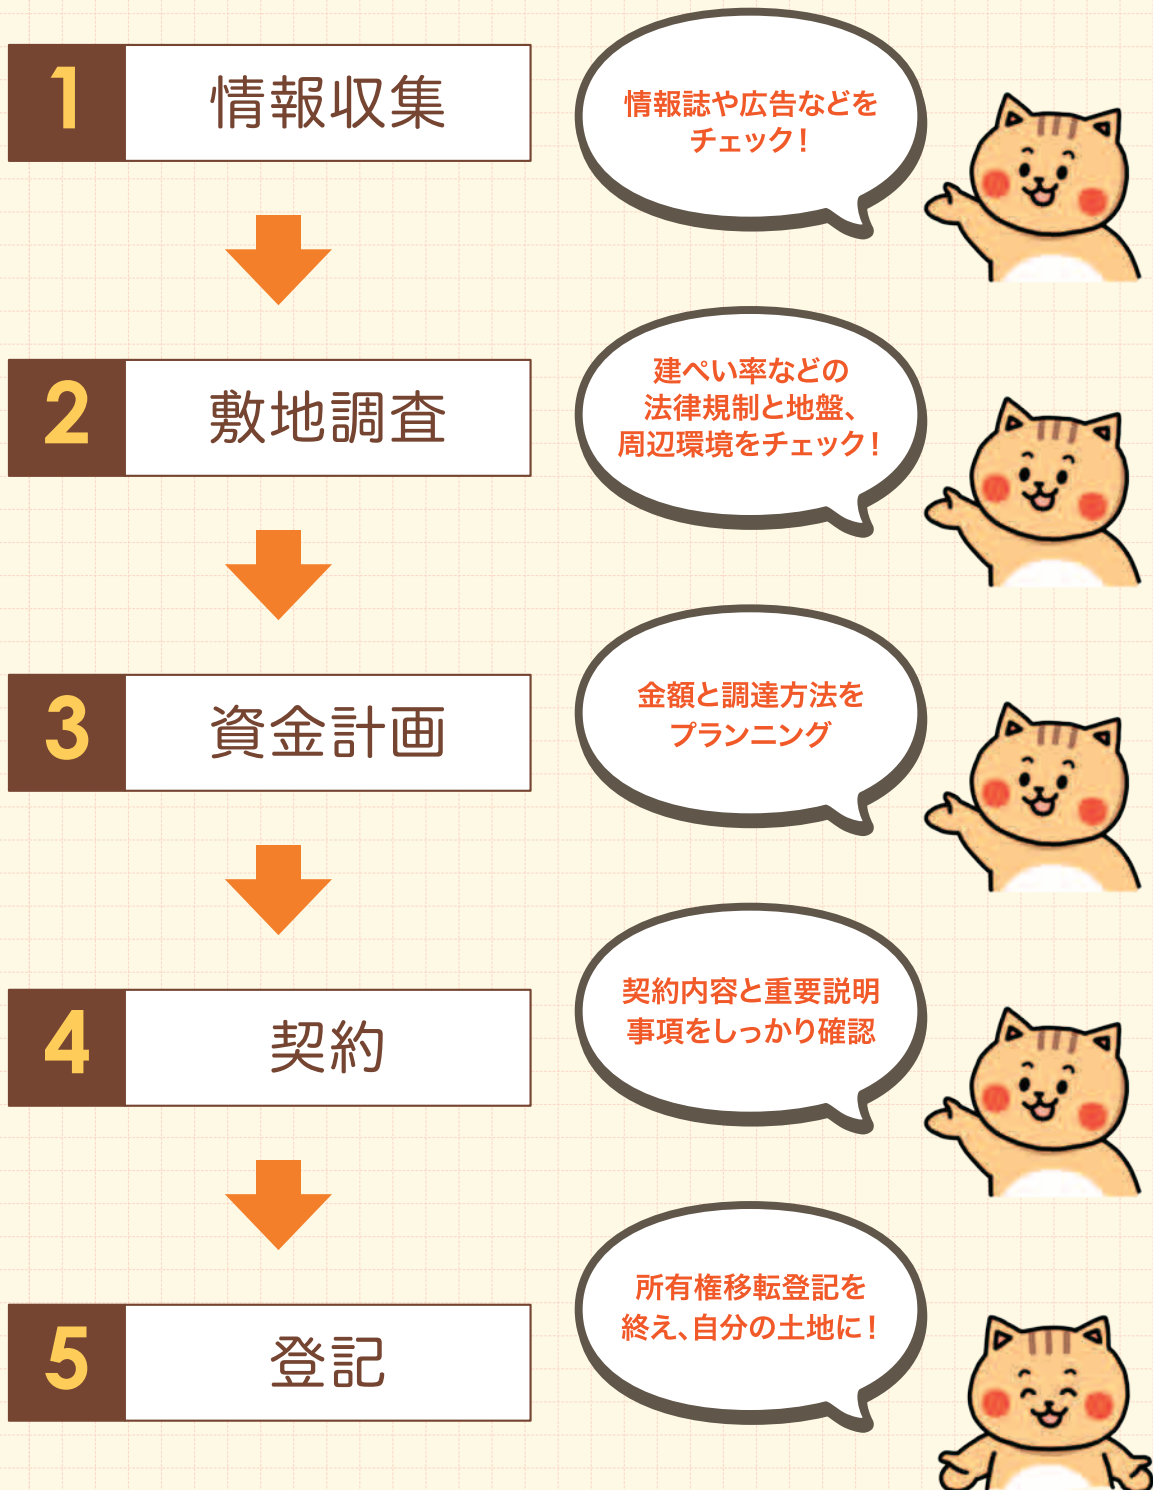 1 情報収集
情報誌や広告などを
チェック！
2 敷地調査
建ぺい率などの
法律規制と地盤、
周辺環境をチェック！
3 資金計画
金額と調達方法を
プランニング
4 契約
契約内容と重要説明
事項をしっかり確認
5 登記
所有権移転登記を
終え、自分の土地に！